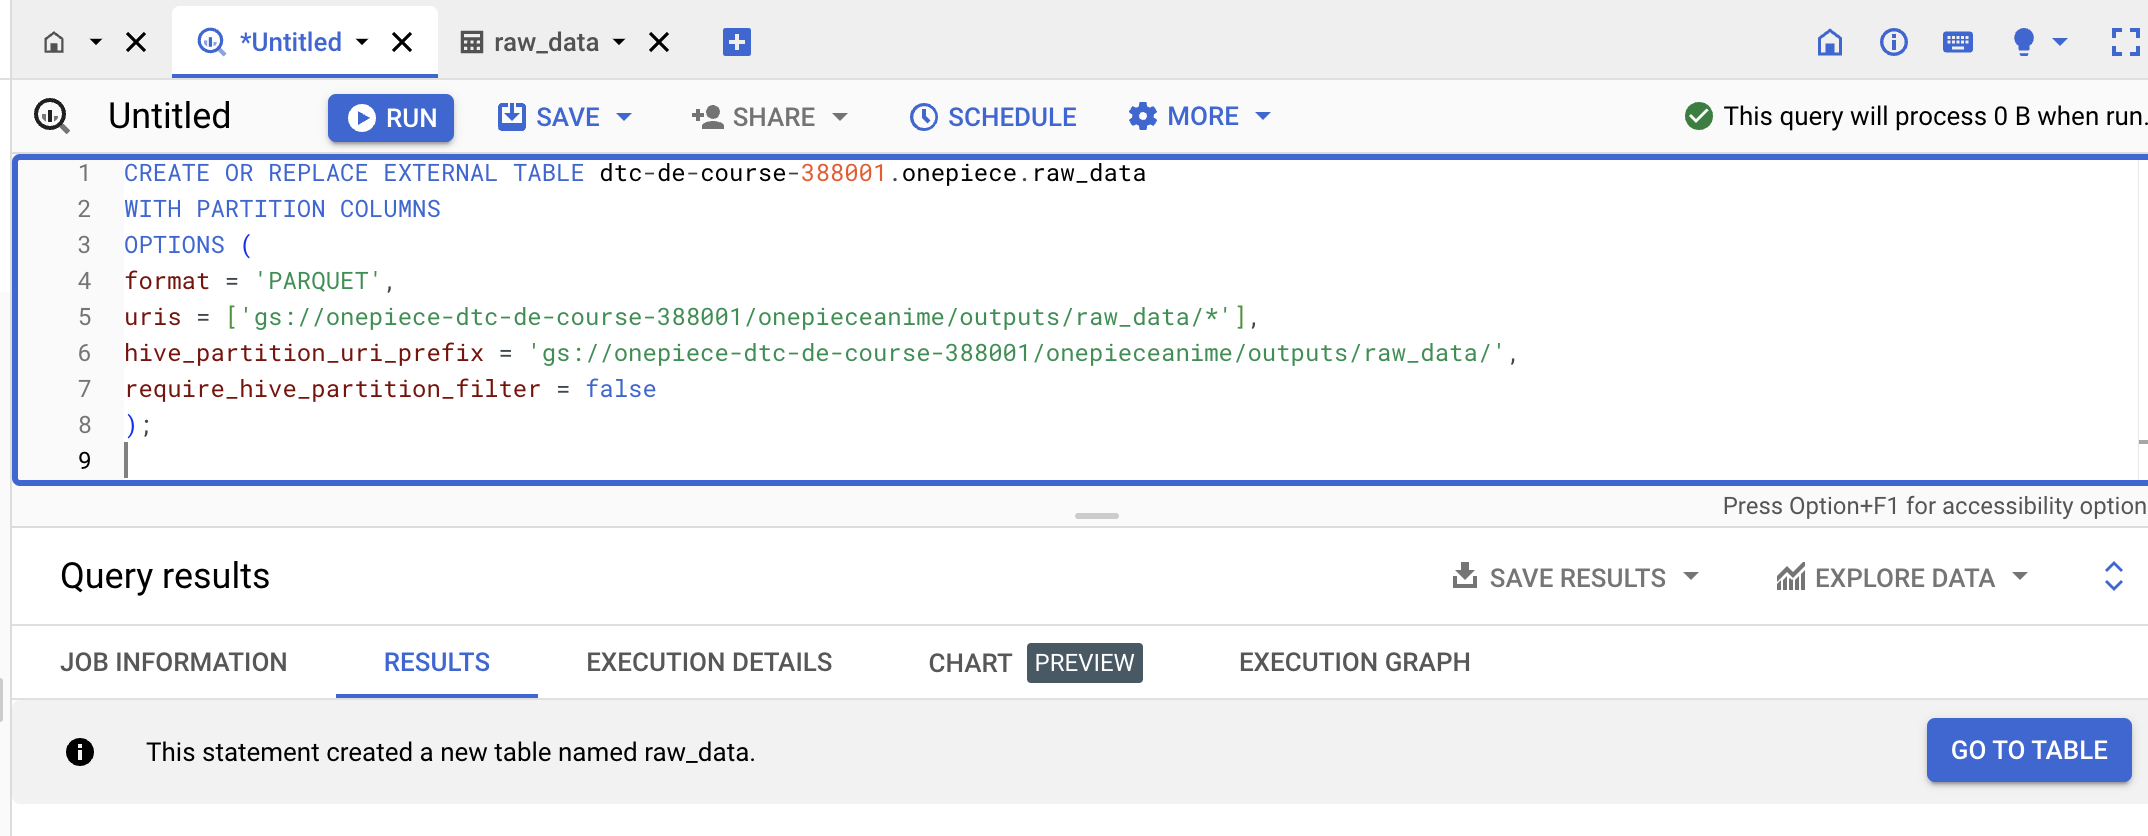 *Untitled
raw_data
Untitled
RUN
SAVE
SHARE
SCHEDULE
MORE
This query will process 0 B when run.
1 CREATE OR REPLACE EXTERNAL TABLE dtc-de-course-388001.onepiece.raw_data
2 WITH PARTITION COLUMNS
3 OPTIONS (
4 format = 'PARQUET',
5 uris = ['gs://onepiece-dtc-de-course-388001/onepieceanime/outputs/raw_data/*'],
6 hive_partition_uri_prefix = 'gs://onepiece-dtc-de-course-388001/onepieceanime/outputs/raw_data/',
7 require_hive_partition_filter = false
8 );
9
Press Option+F1 for accessibility option
Query results
SAVE RESULTS
EXPLORE DATA
JOB INFORMATION
RESULTS
EXECUTION DETAILS
CHART PREVIEW
EXECUTION GRAPH
This statement created a new table named raw_data.
GO TO TABLE